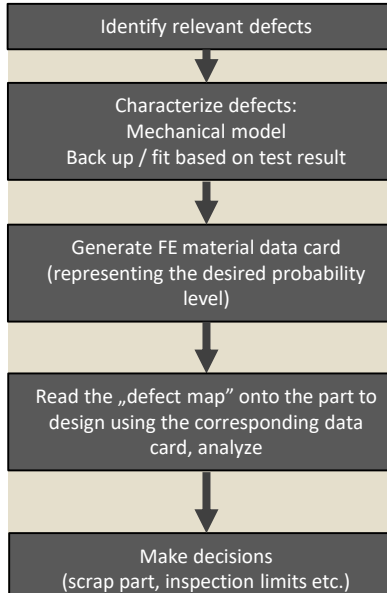 Identify relevant defects
Characterize defects:
Mechanical model
Back up / fit based on test result
Generate FE material data card
(representing the desired probability
level)
Read the „defect map” onto the part to
design using the corresponding data
card, analyze
Make decisions
(scrap part, inspection limits etc.)